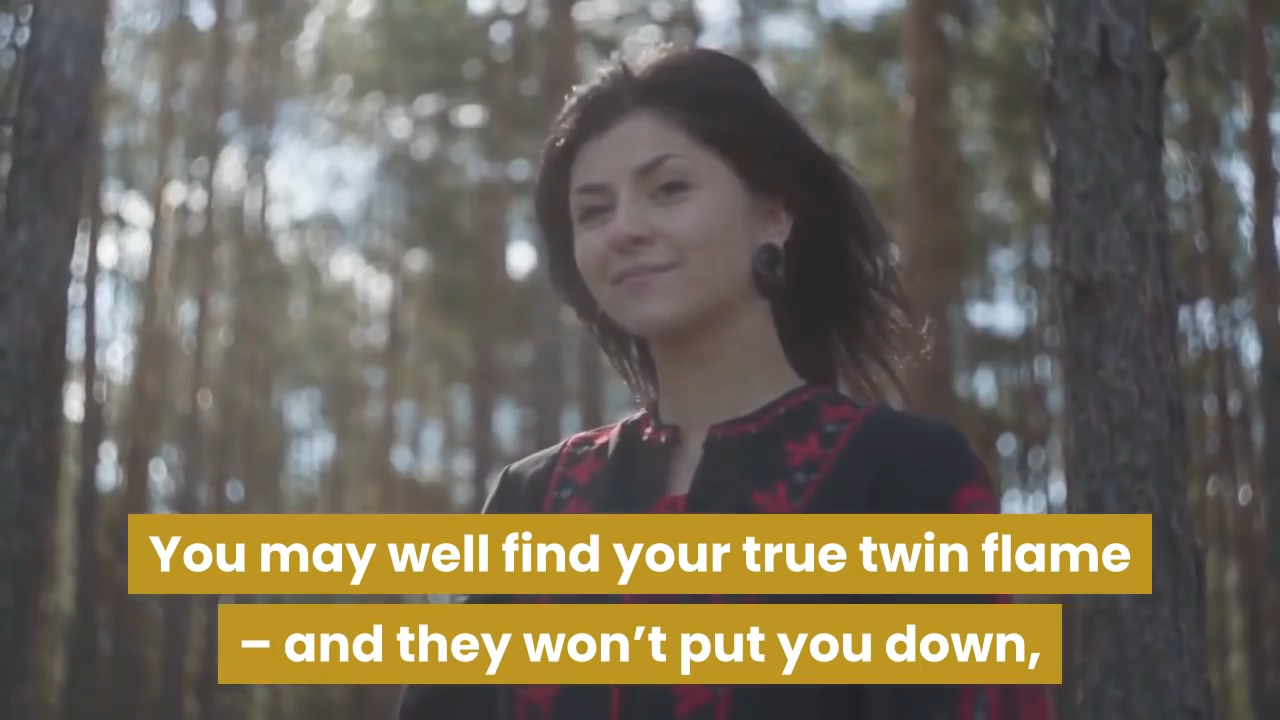 You may well find your true twin flame
– and they won’t put you down,